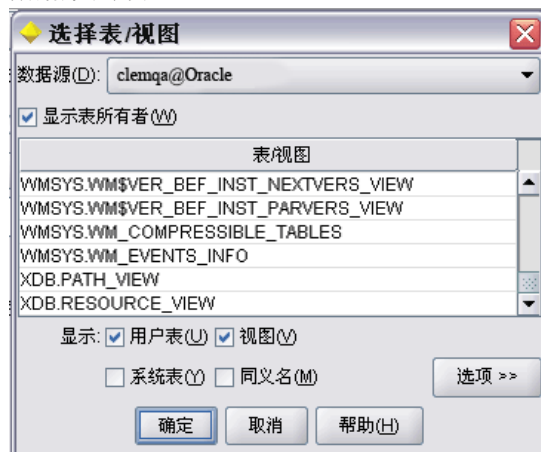 选择表/视图
数据源(D): clemqa@Oracle
显示表所有者(W)
表/视图
WMSYS.WM$VER_BEF_INST_NEXTVERS_VIEW
WMSYS.WM$VER_BEF_INST_PARVERS_VIEW
WMSYS.WM_COMPRESSIBLE_TABLES
WMSYS.WM_EVENTS_INFO
XDB.PATH_VIEW
XDB.RESOURCE_VIEW
显示: 用户表(U) 视图(V)
系统表(Y) 同义名(M) 选项 >>
确定 取消 帮助(H)